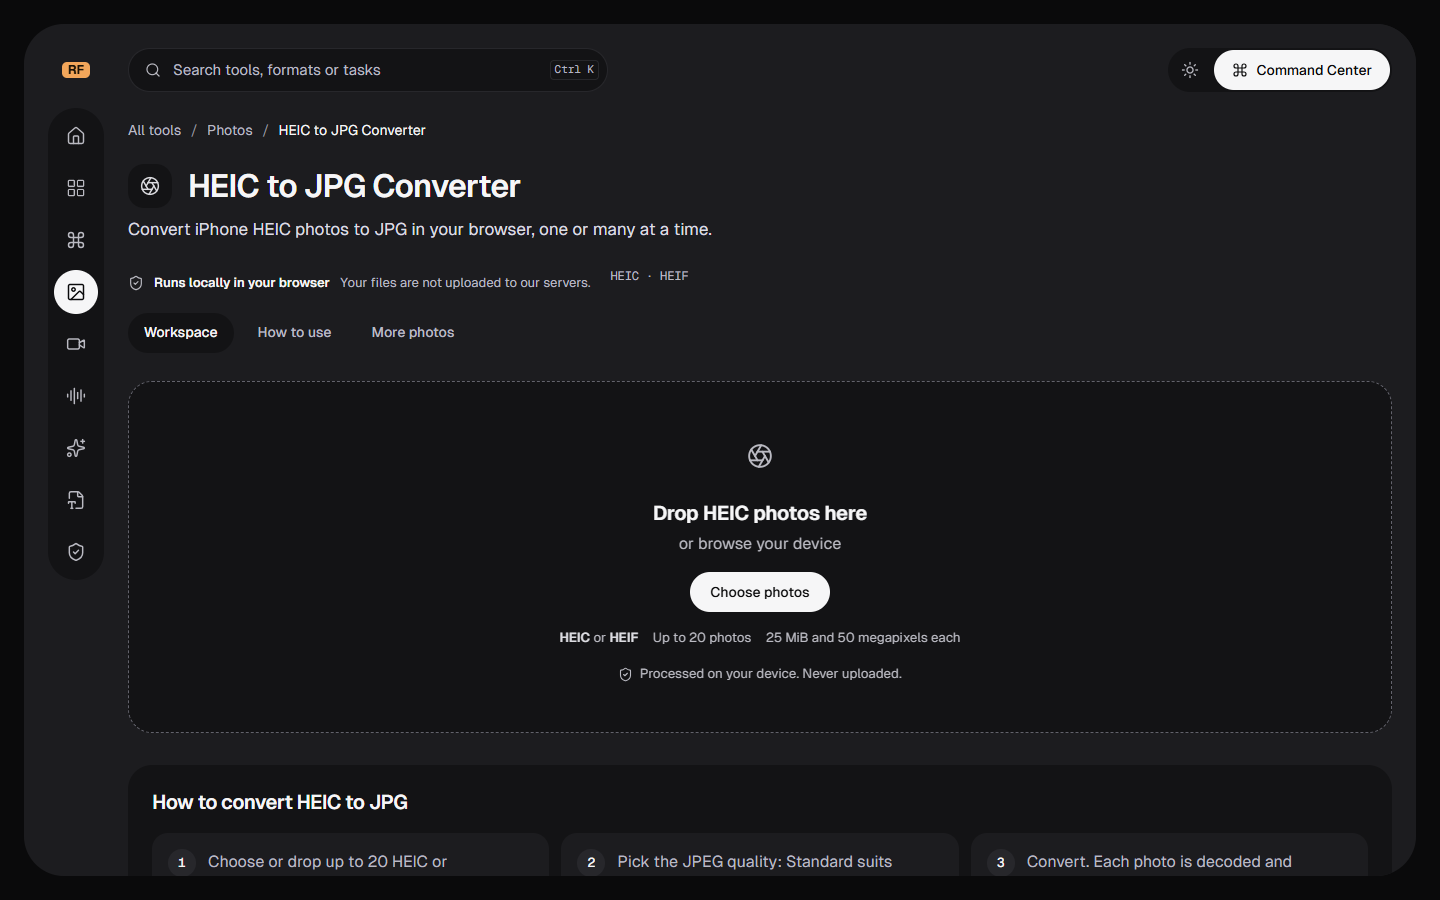 RF
Search tools, formats or tasks
Ctrl K
Command Center
All tools / Photos / HEIC to JPG Converter
HEIC to JPG Converter
Convert iPhone HEIC photos to JPG in your browser, one or many at a time.
Runs locally in your browser Your files are not uploaded to our servers. HEIC · HEIF
Workspace
How to use
More photos
Drop HEIC photos here
or browse your device
Choose photos
HEIC or HEIF Up to 20 photos 25 MiB and 50 megapixels each
Processed on your device. Never uploaded.
How to convert HEIC to JPG
1 Choose or drop up to 20 HEIC or
2 Pick the JPEG quality: Standard suits
3 Convert. Each photo is decoded and